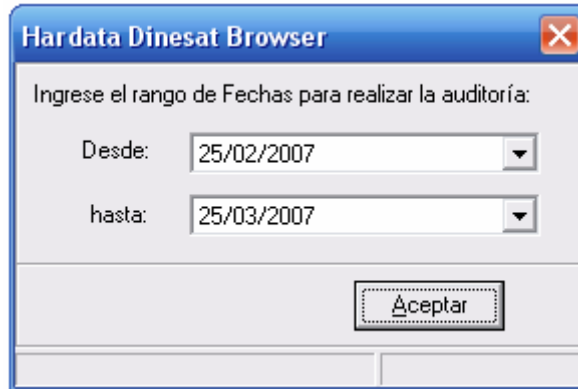 Hardata Dinesat Browser
Ingrese el rango de Fechas para realizar la auditoría:
Desde: 25/02/2007
hasta: 25/03/2007
Aceptar